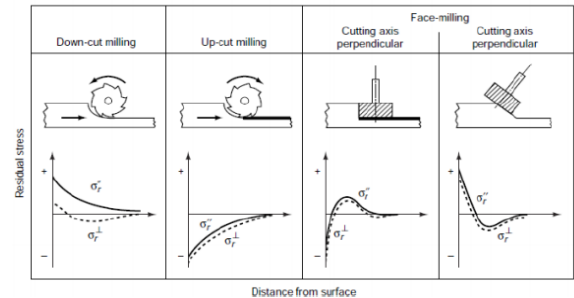 Face-milling
Down-cut milling
Up-cut milling
Cutting axis
perpendicular
Cutting axis
perpendicular
Residual stress
+
σr″
σr⊥
−
+
σr″
σr⊥
−
+
σr″
σr⊥
−
+
σr″
σr⊥
−
Distance from surface